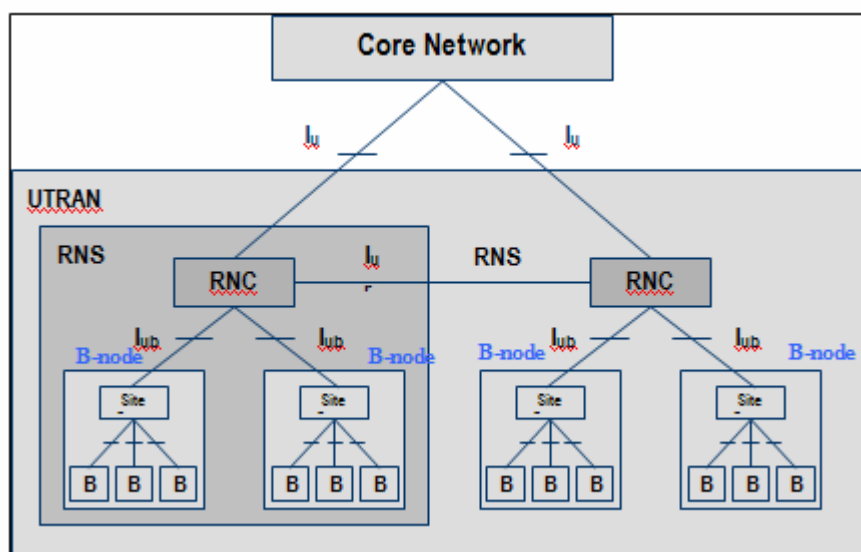 Core Network
Iu Iu
UTRAN
RNS Iu RNS
r
RNC RNC
Iub Iub Iub Iub
B-node B-node B-node B-node
Site Site Site Site
- - - -
B B B B B B B B B B B B